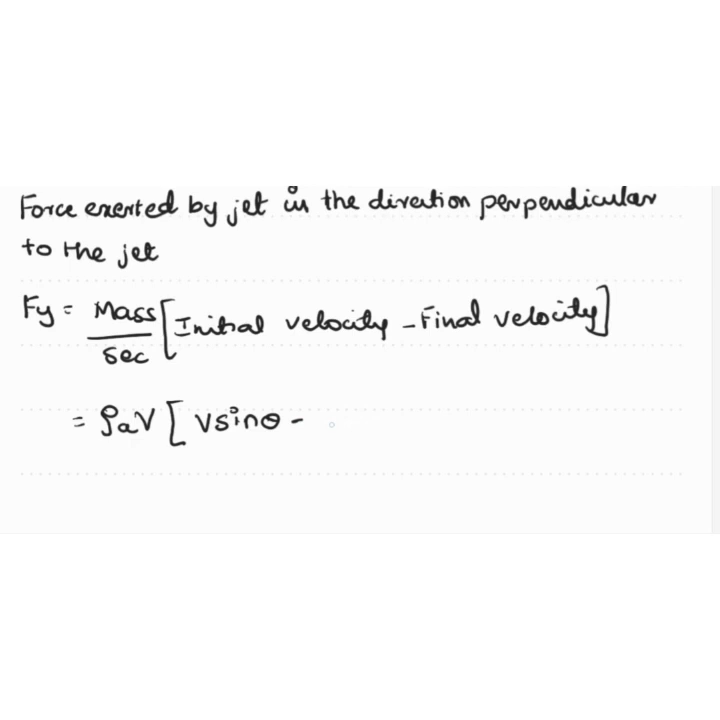 Force exerted by jet in the direction perpendicular
to the jet
Fy = Mass/sec [Initial velocity - Final velocity]
= ρaV [ Vsinθ -